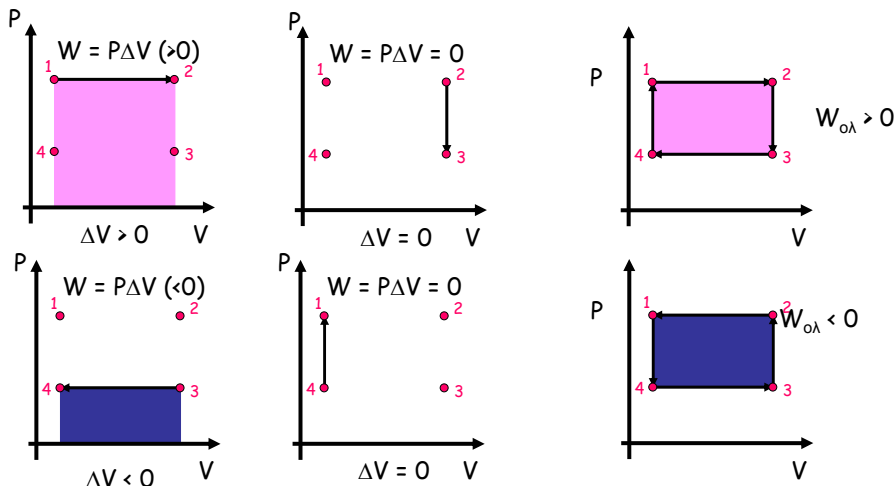 P
W = PΔV (>0)
1
2
4
3
ΔV > 0
V
P
W = PΔV = 0
1
2
4
3
ΔV = 0
V
P
1
2
4
3
W_ολ > 0
V
P
W = PΔV (<0)
1
2
4
3
ΔV < 0
V
P
W = PΔV = 0
1
2
4
3
ΔV = 0
V
P
1
2
4
3
W_ολ < 0
V